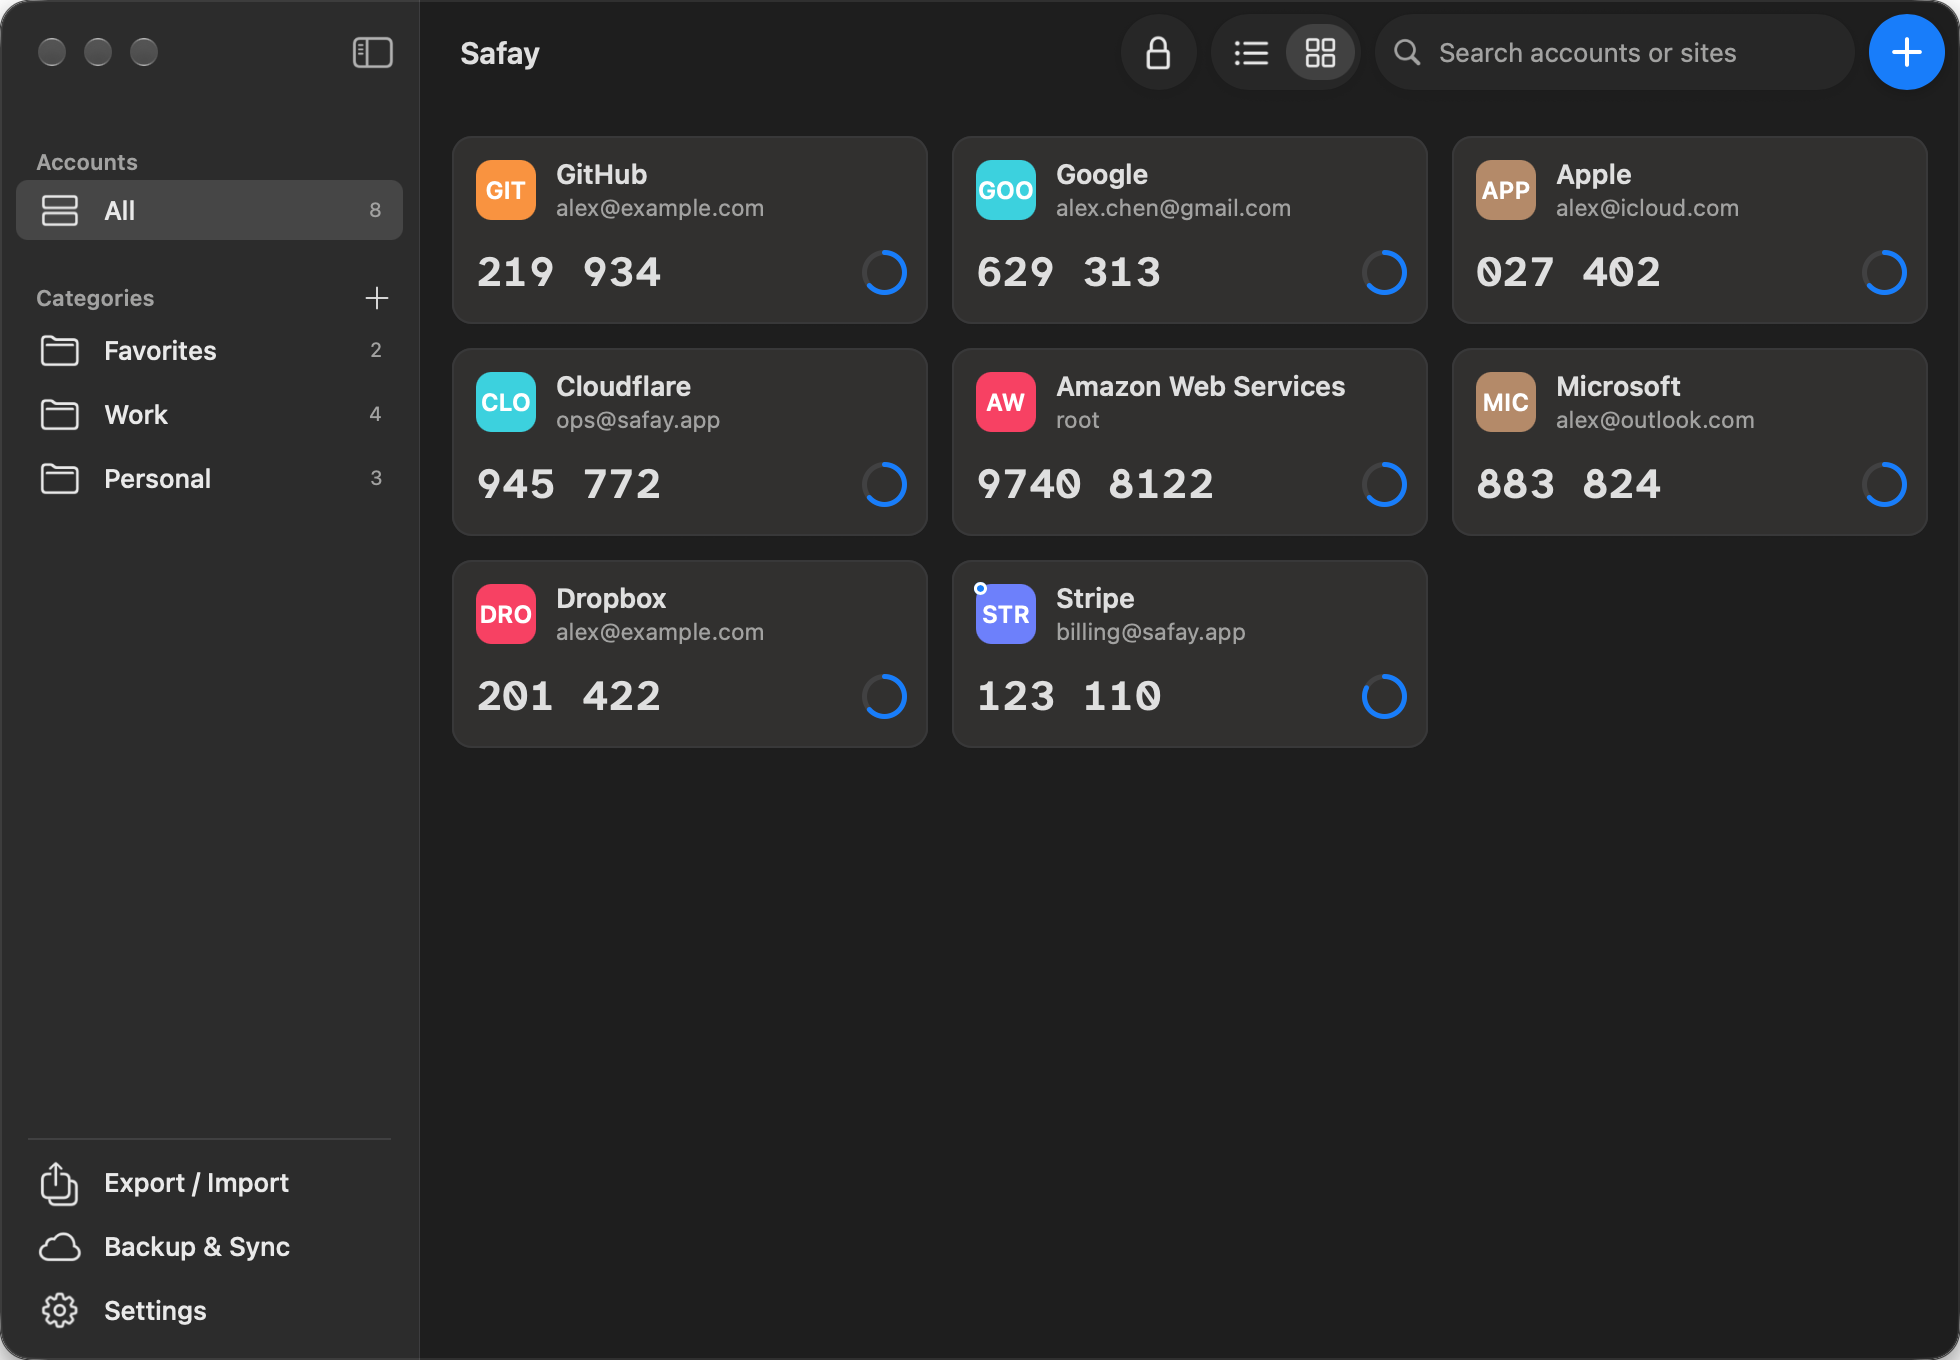 Safay
Search accounts or sites
Accounts
All 8
Categories
Favorites 2
Work 4
Personal 3
Export / Import
Backup & Sync
Settings
GIT
GitHub
alex@example.com
219 934
GOO
Google
alex.chen@gmail.com
629 313
APP
Apple
alex@icloud.com
027 402
CLO
Cloudflare
ops@safay.app
945 772
AW
Amazon Web Services
root
9740 8122
MIC
Microsoft
alex@outlook.com
883 824
DRO
Dropbox
alex@example.com
201 422
STR
Stripe
billing@safay.app
123 110